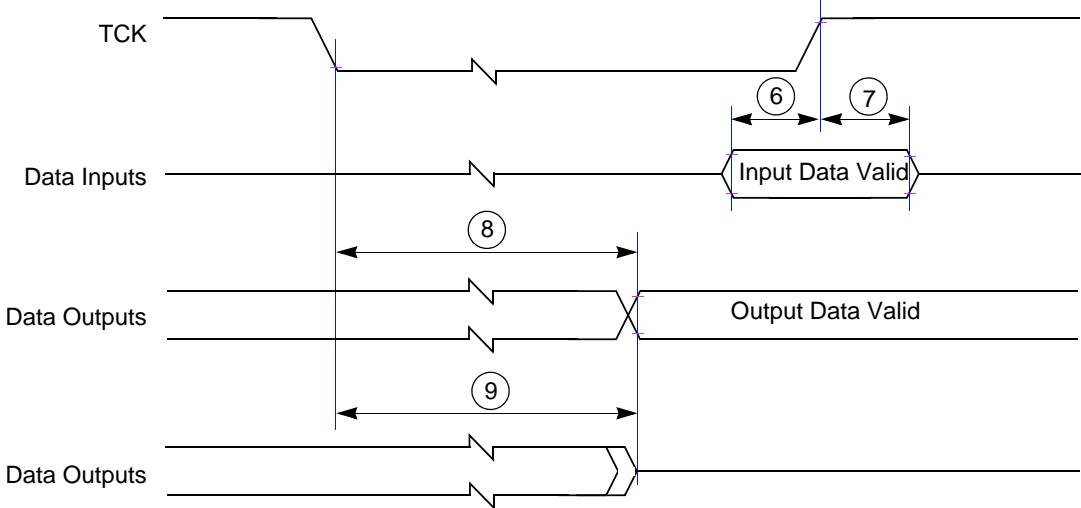 TCK
6
7
Data Inputs
Input Data Valid
8
Data Outputs
Output Data Valid
9
Data Outputs